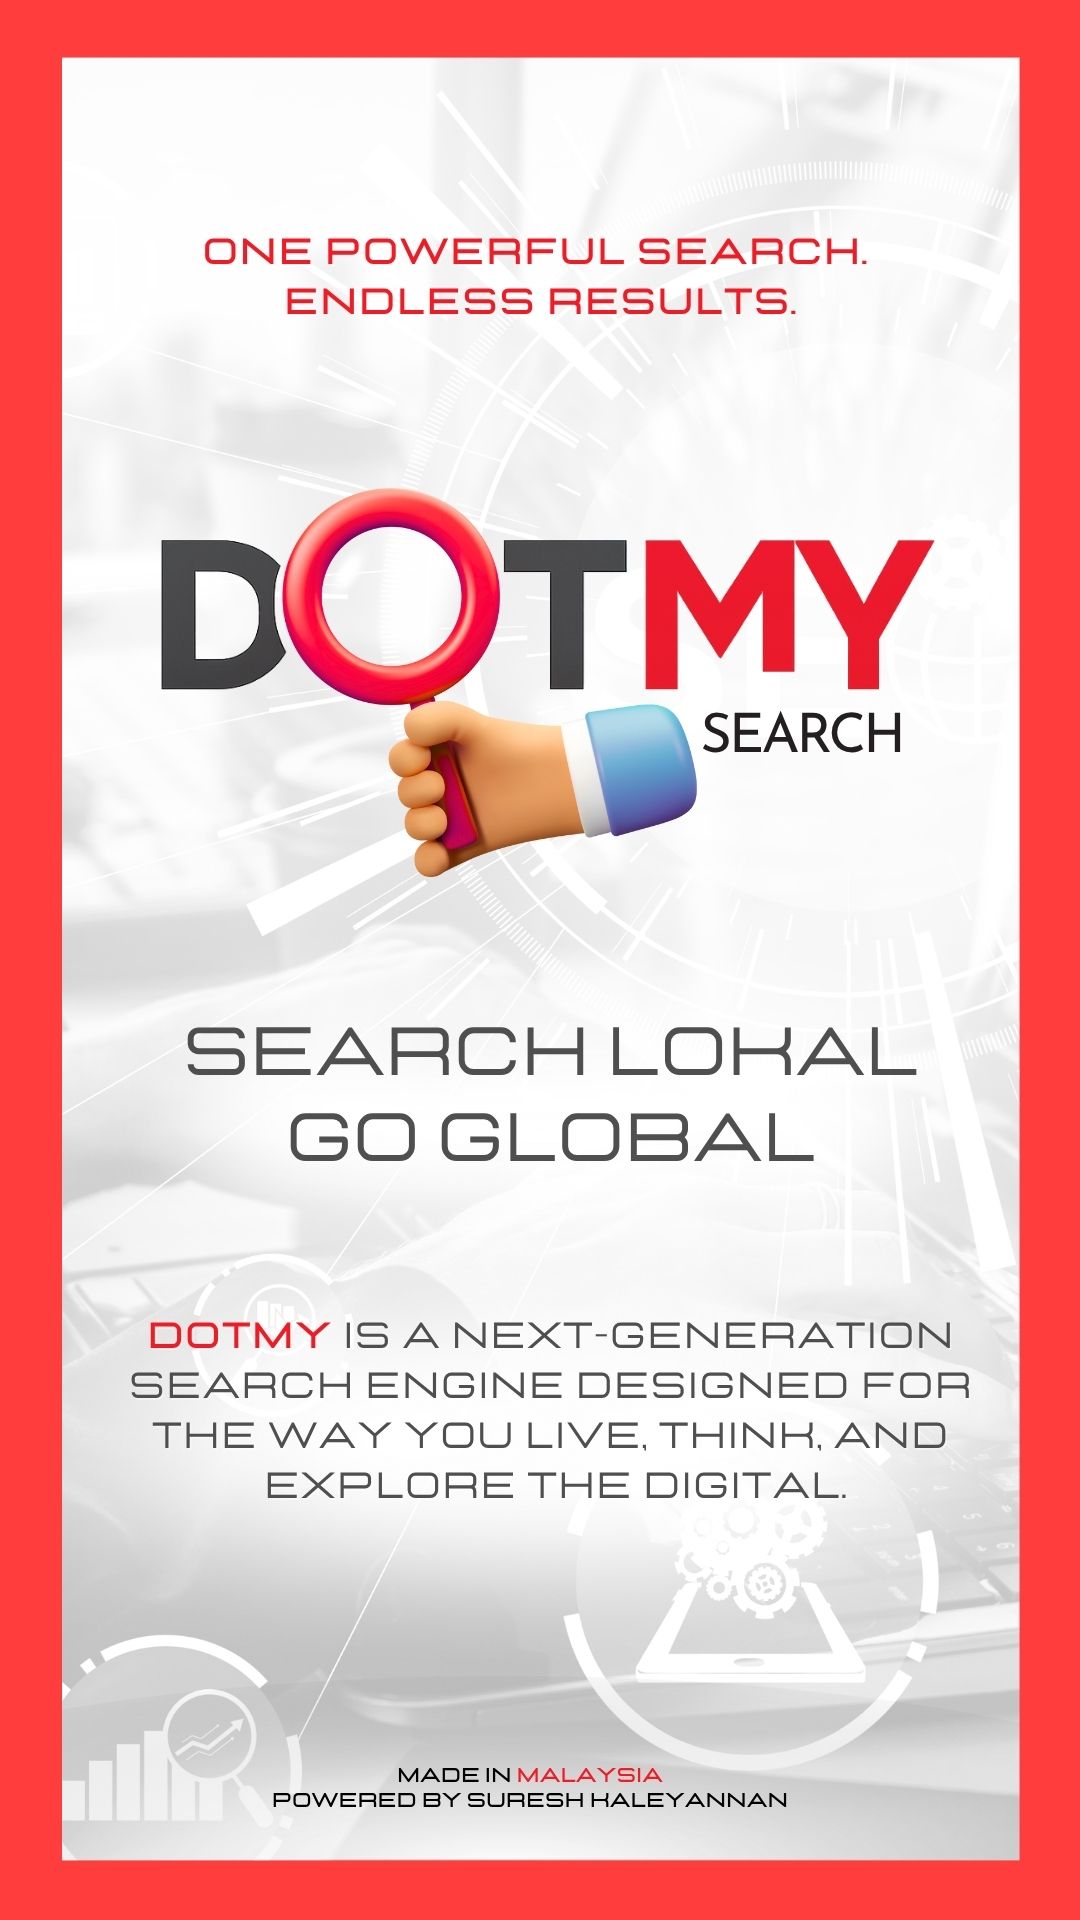 ONE POWERFUL SEARCH.
ENDLESS RESULTS.
DOTMY
SEARCH
SEARCH LOKAL
GO GLOBAL
DOTMY IS A NEXT-GENERATION
SEARCH ENGINE DESIGNED FOR
THE WAY YOU LIVE, THINK, AND
EXPLORE THE DIGITAL.
MADE IN MALAYSIA
POWERED BY SURESH KALEYANNAN